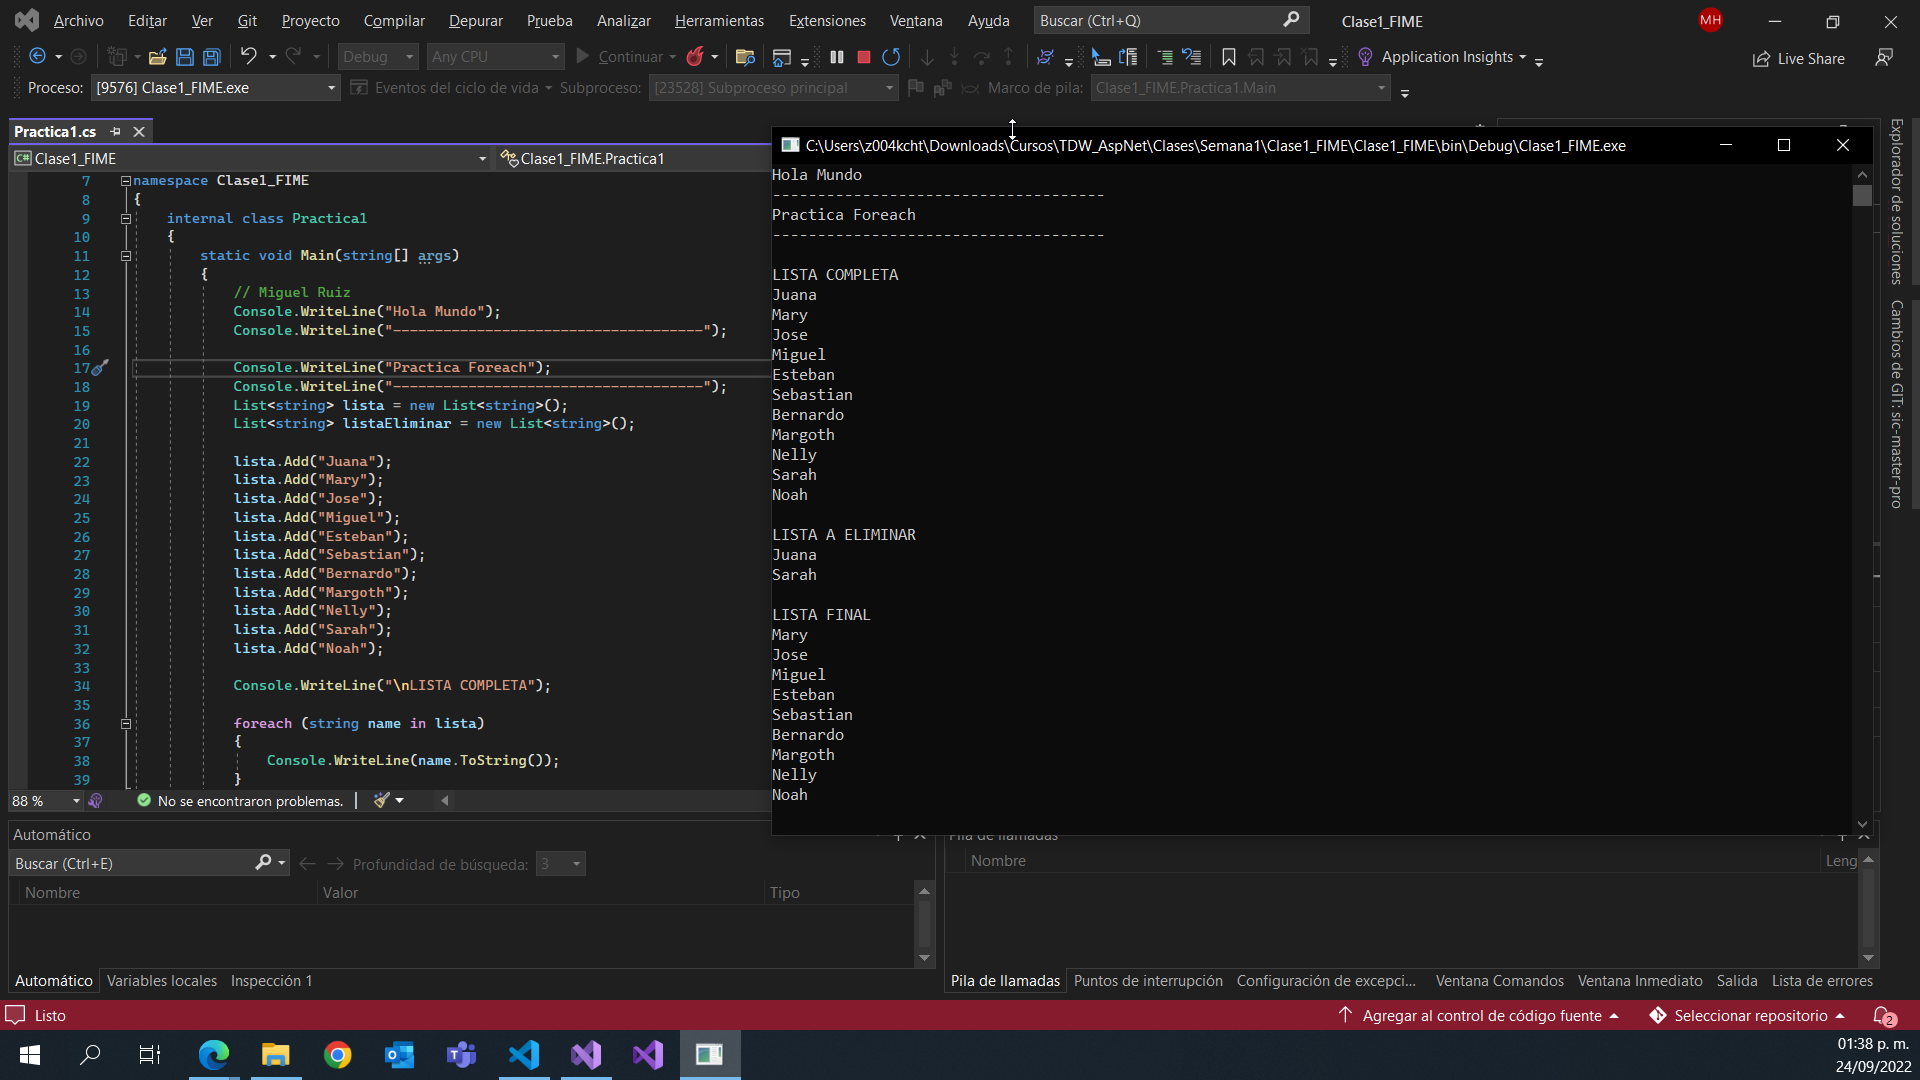 Archivo Editar Ver Git Proyecto Compilar Depurar Prueba Analizar Herramientas Extensiones Ventana Ayuda Buscar (Ctrl+Q) Clase1_FIME MH
Debug Any CPU Continuar Application Insights Live Share
Proceso: [9576] Clase1_FIME.exe Eventos del ciclo de vida Subproceso: [23528] Subproceso principal Marco de pila: Clase1_FIME.Practica1.Main
Practica1.cs
Clase1_FIME Clase1_FIME.Practica1
7 namespace Clase1_FIME
8 {
9 internal class Practica1
10 {
11 static void Main(string[] args)
12 {
13 // Miguel Ruiz
14 Console.WriteLine("Hola Mundo");
15 Console.WriteLine("-------------------------------------");
16
17 Console.WriteLine("Practica Foreach");
18 Console.WriteLine("-------------------------------------");
19 List<string> lista = new List<string>();
20 List<string> listaEliminar = new List<string>();
21
22 lista.Add("Juana");
23 lista.Add("Mary");
24 lista.Add("Jose");
25 lista.Add("Miguel");
26 lista.Add("Esteban");
27 lista.Add("Sebastian");
28 lista.Add("Bernardo");
29 lista.Add("Margoth");
30 lista.Add("Nelly");
31 lista.Add("Sarah");
32 lista.Add("Noah");
33
34 Console.WriteLine("\nLISTA COMPLETA");
35
36 foreach (string name in lista)
37 {
38 Console.WriteLine(name.ToString());
39 }
88 % No se encontraron problemas.
C:\Users\z004kcht\Downloads\Cursos\TDW_AspNet\Clases\Semana1\Clase1_FIME\Clase1_FIME\bin\Debug\Clase1_FIME.exe
Hola Mundo
-------------------------------------
Practica Foreach
-------------------------------------
LISTA COMPLETA
Juana
Mary
Jose
Miguel
Esteban
Sebastian
Bernardo
Margoth
Nelly
Sarah
Noah
LISTA A ELIMINAR
Juana
Sarah
LISTA FINAL
Mary
Jose
Miguel
Esteban
Sebastian
Bernardo
Margoth
Nelly
Noah
Explorador de soluciones
Cambios de GIT: sic-master-pro
Automático
Buscar (Ctrl+E) Profundidad de búsqueda: 3
Nombre Valor Tipo
Automático Variables locales Inspección 1
Pila de llamadas
Nombre Leng
Pila de llamadas Puntos de interrupción Configuración de excepci... Ventana Comandos Ventana Inmediato Salida Lista de errores
Listo Agregar al control de código fuente Seleccionar repositorio 2
01:38 p. m.
24/09/2022